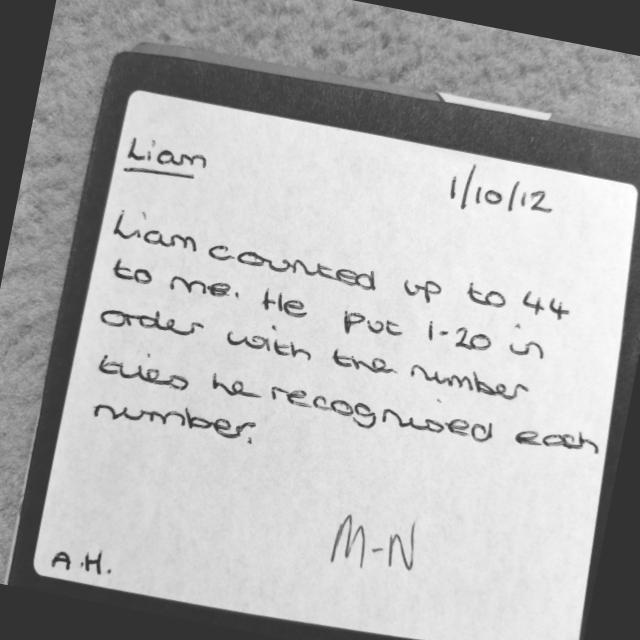 Liam
1/10/12
Liam counted up to 44
to me. He put 1-20 in
order with the number
tiles he recognised each
number.
M-N
A.H.